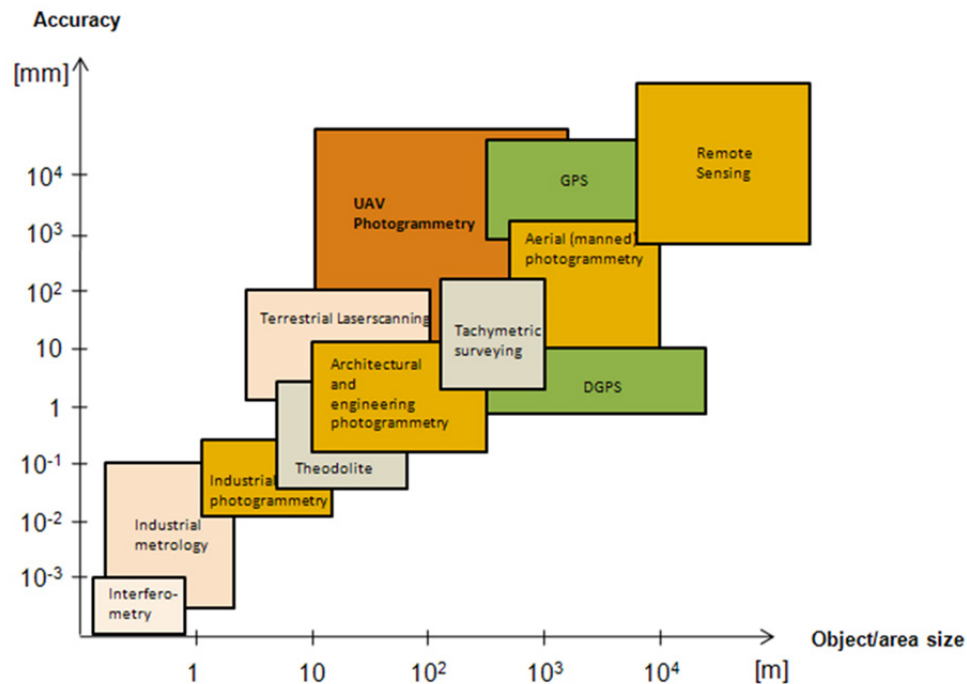 Accuracy
[mm]
10⁴
10³
10²
10
1
10⁻¹
10⁻²
10⁻³
Remote
Sensing
GPS
UAV
Photogrammetry
Aerial (manned)
photogrammetry
Terrestrial Laserscanning
Tachymetric
surveying
Architectural
and
engineering
photogrammetry
DGPS
Theodolite
Industrial
photogrammetry
Industrial
metrology
Interfero-
metry
1
10
10²
10³
10⁴
[m]
Object/area size